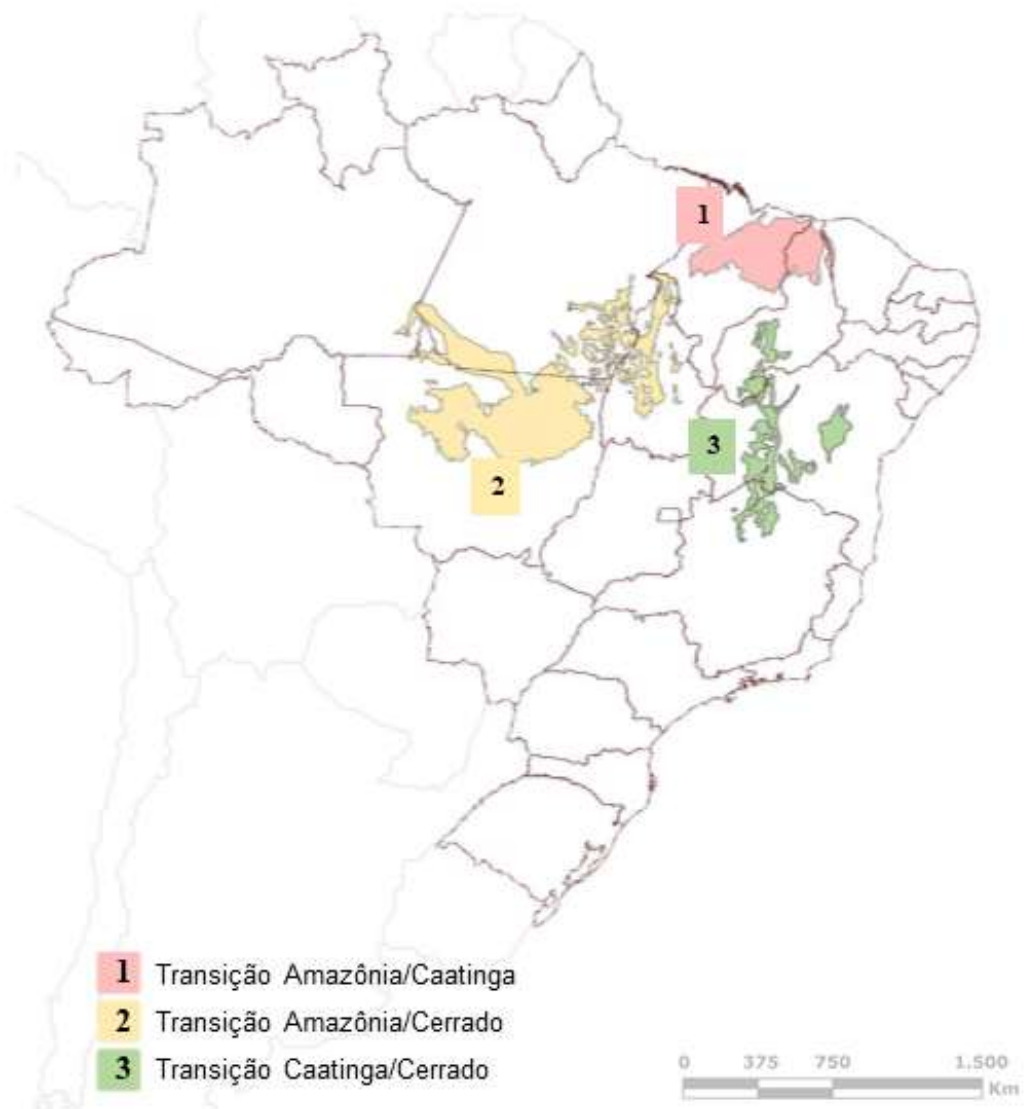 1
3
2
1 Transição Amazônia/Caatinga
2 Transição Amazônia/Cerrado
3 Transição Caatinga/Cerrado
0 375 750 1.500
Km